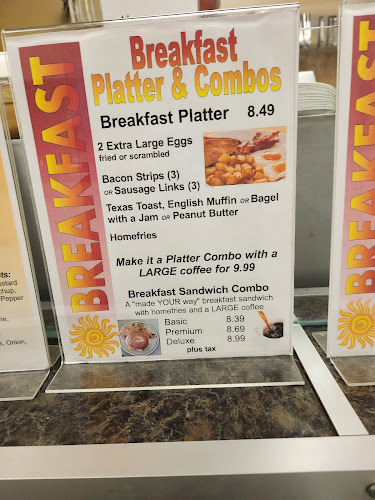 BREAKFAST
Breakfast
Platter & Combos
Breakfast Platter 8.49
2 Extra Large Eggs
fried or scrambled
Bacon Strips (3)
OR Sausage Links (3)
Texas Toast, English Muffin OR Bagel
with a Jam OR Peanut Butter
Homefries
Make it a Platter Combo with a
LARGE coffee for 9.99
Breakfast Sandwich Combo
A "made YOUR way" breakfast sandwich
with homefries and a LARGE coffee
Basic 8.39
Premium 8.69
Deluxe 8.99
plus tax
Pepper
Onion,
BREAKFAST